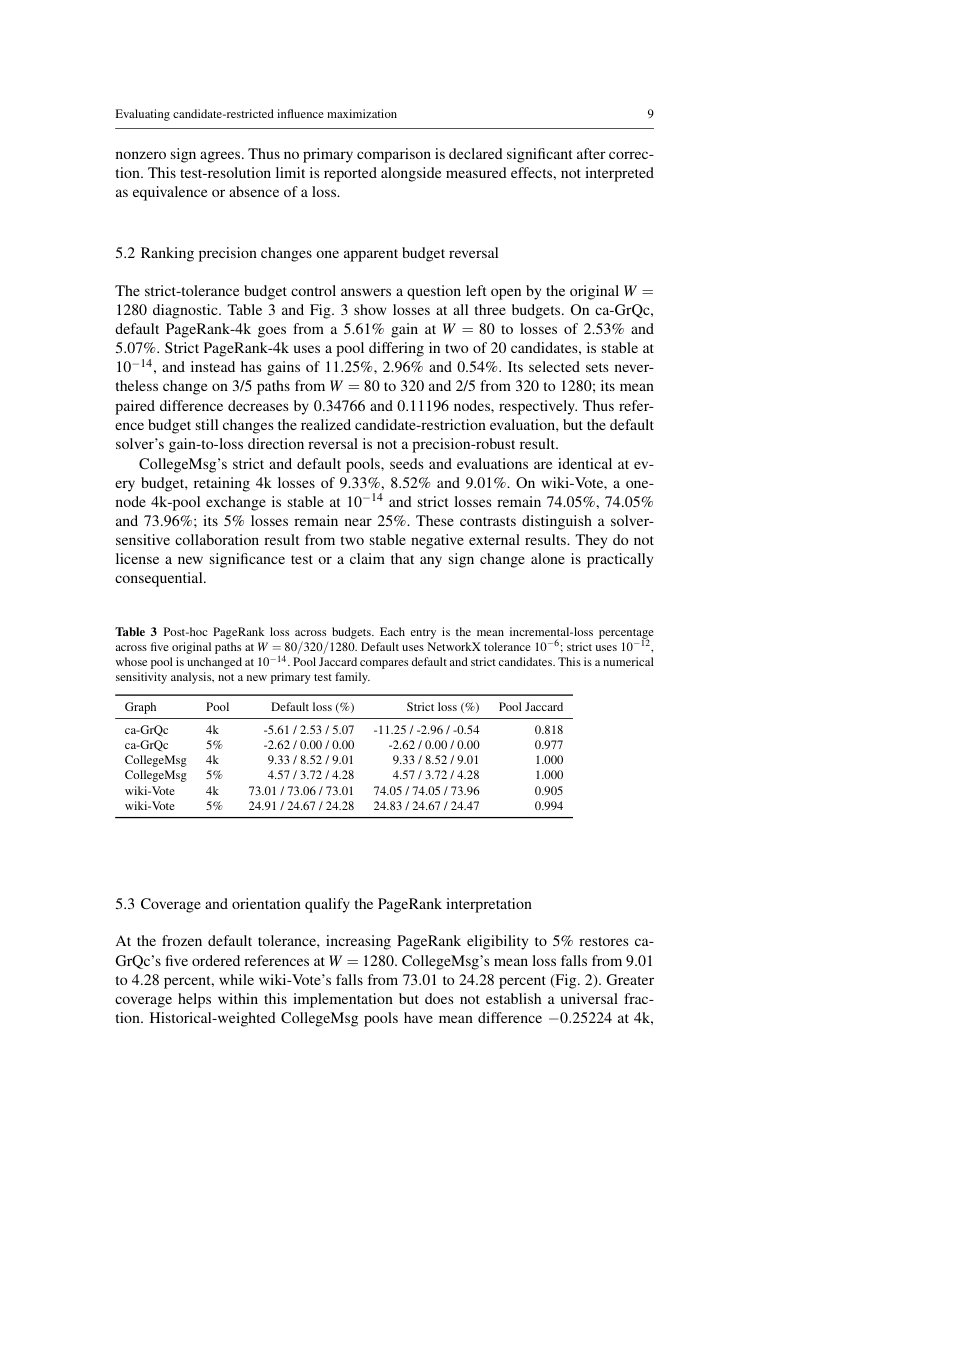 Evaluating candidate-restricted influence maximization 9
nonzero sign agrees. Thus no primary comparison is declared significant after correc-
tion. This test-resolution limit is reported alongside measured effects, not interpreted
as equivalence or absence of a loss.
5.2 Ranking precision changes one apparent budget reversal
The strict-tolerance budget control answers a question left open by the original W =
1280 diagnostic. Table 3 and Fig. 3 show losses at all three budgets. On ca-GrQc,
default PageRank-4k goes from a 5.61% gain at W = 80 to losses of 2.53% and
5.07%. Strict PageRank-4k uses a pool differing in two of 20 candidates, is stable at
10⁻¹⁴, and instead has gains of 11.25%, 2.96% and 0.54%. Its selected sets never-
theless change on 3/5 paths from W = 80 to 320 and 2/5 from 320 to 1280; its mean
paired difference decreases by 0.34766 and 0.11196 nodes, respectively. Thus refer-
ence budget still changes the realized candidate-restriction evaluation, but the default
solver's gain-to-loss direction reversal is not a precision-robust result.
CollegeMsg's strict and default pools, seeds and evaluations are identical at ev-
ery budget, retaining 4k losses of 9.33%, 8.52% and 9.01%. On wiki-Vote, a one-
node 4k-pool exchange is stable at 10⁻¹⁴ and strict losses remain 74.05%, 74.05%
and 73.96%; its 5% losses remain near 25%. These contrasts distinguish a solver-
sensitive collaboration result from two stable negative external results. They do not
license a new significance test or a claim that any sign change alone is practically
consequential.
Table 3 Post-hoc PageRank loss across budgets. Each entry is the mean incremental-loss percentage
across five original paths at W = 80/320/1280. Default uses NetworkX tolerance 10⁻⁶; strict uses 10⁻¹²,
whose pool is unchanged at 10⁻¹⁴. Pool Jaccard compares default and strict candidates. This is a numerical
sensitivity analysis, not a new primary test family.
Graph Pool Default loss (%) Strict loss (%) Pool Jaccard
ca-GrQc 4k -5.61 / 2.53 / 5.07 -11.25 / -2.96 / -0.54 0.818
ca-GrQc 5% -2.62 / 0.00 / 0.00 -2.62 / 0.00 / 0.00 0.977
CollegeMsg 4k 9.33 / 8.52 / 9.01 9.33 / 8.52 / 9.01 1.000
CollegeMsg 5% 4.57 / 3.72 / 4.28 4.57 / 3.72 / 4.28 1.000
wiki-Vote 4k 73.01 / 73.06 / 73.01 74.05 / 74.05 / 73.96 0.905
wiki-Vote 5% 24.91 / 24.67 / 24.28 24.83 / 24.67 / 24.47 0.994
5.3 Coverage and orientation qualify the PageRank interpretation
At the frozen default tolerance, increasing PageRank eligibility to 5% restores ca-
GrQc's five ordered references at W = 1280. CollegeMsg's mean loss falls from 9.01
to 4.28 percent, while wiki-Vote's falls from 73.01 to 24.28 percent (Fig. 2). Greater
coverage helps within this implementation but does not establish a universal frac-
tion. Historical-weighted CollegeMsg pools have mean difference −0.25224 at 4k,